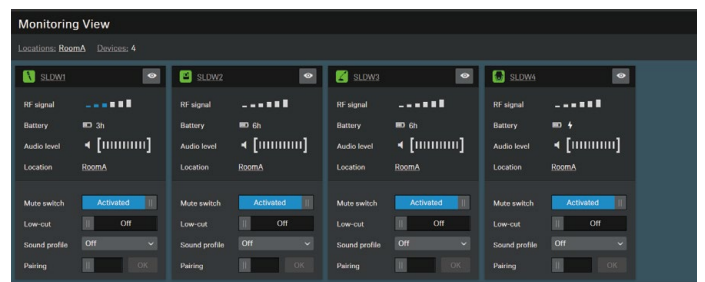 Monitoring View
Locations: RoomA Devices: 4
SLDW1
RF signal
Battery 3h
Audio level
Location RoomA
Mute switch Activated
Low-cut Off
Sound profile Off
Pairing OK
SLDW2
RF signal
Battery 6h
Audio level
Location RoomA
Mute switch Activated
Low-cut Off
Sound profile Off
Pairing OK
SLDW3
RF signal
Battery 6h
Audio level
Location RoomA
Mute switch Activated
Low-cut Off
Sound profile Off
Pairing OK
SLDW4
RF signal
Battery
Audio level
Location RoomA
Mute switch Activated
Low-cut Off
Sound profile Off
Pairing OK